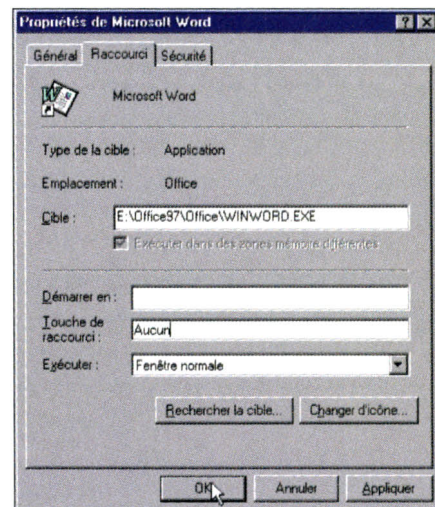 Propriétés de Microsoft Word
Général Raccourci Sécurité
Microsoft Word
Type de la cible : Application
Emplacement : Office
Cible : E:\Office97\Office\WINWORD.EXE
Exécuter dans des zones mémoire différentes
Démarrer en :
Touche de
raccourci : Aucun
Exécuter : Fenêtre normale
Rechercher la cible... Changer d'icône...
OK Annuler Appliquer